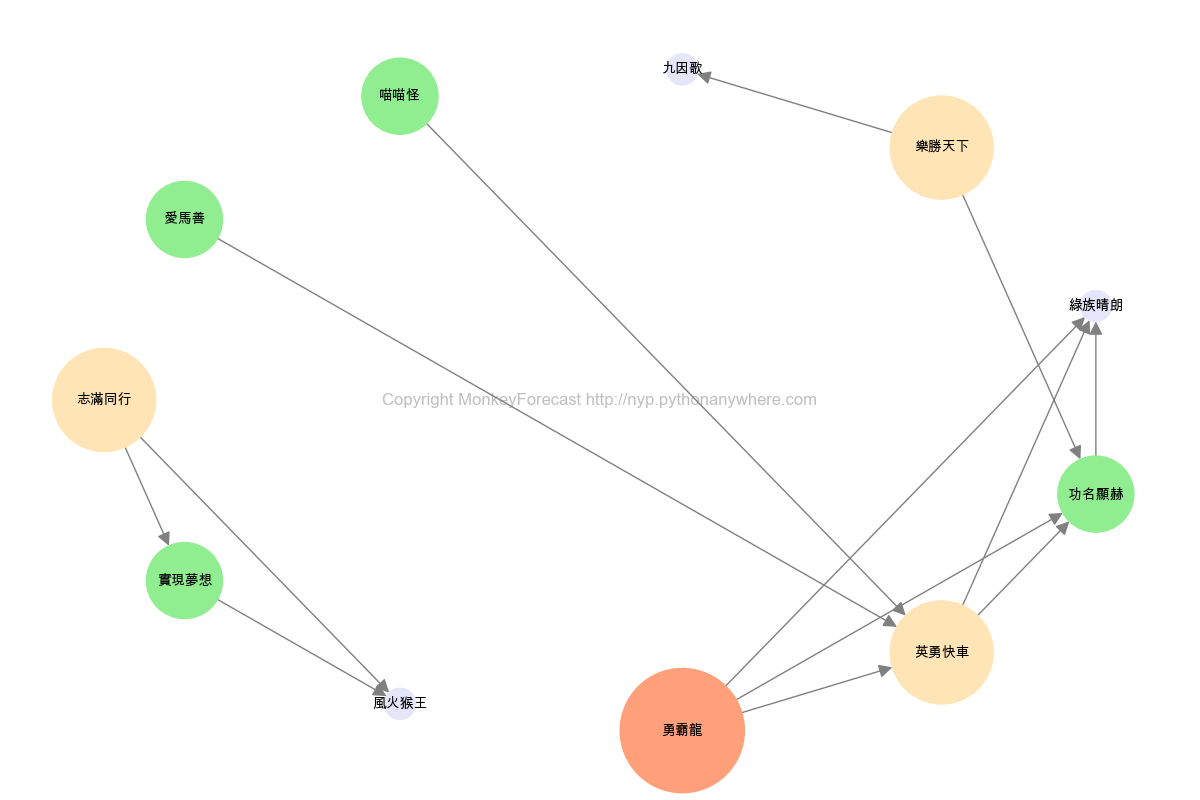 九因歌
喵喵怪
樂勝天下
愛馬善
綠族晴朗
志滿同行
Copyright MonkeyForecast http://nyp.pythonanywhere.com
功名顯赫
實現夢想
英勇快車
風火猴王
勇霸龍